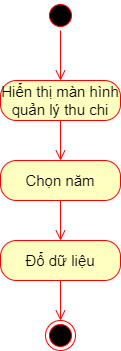 Hiển thị màn hình
quản lý thu chi
Chọn năm
Đổ dữ liệu